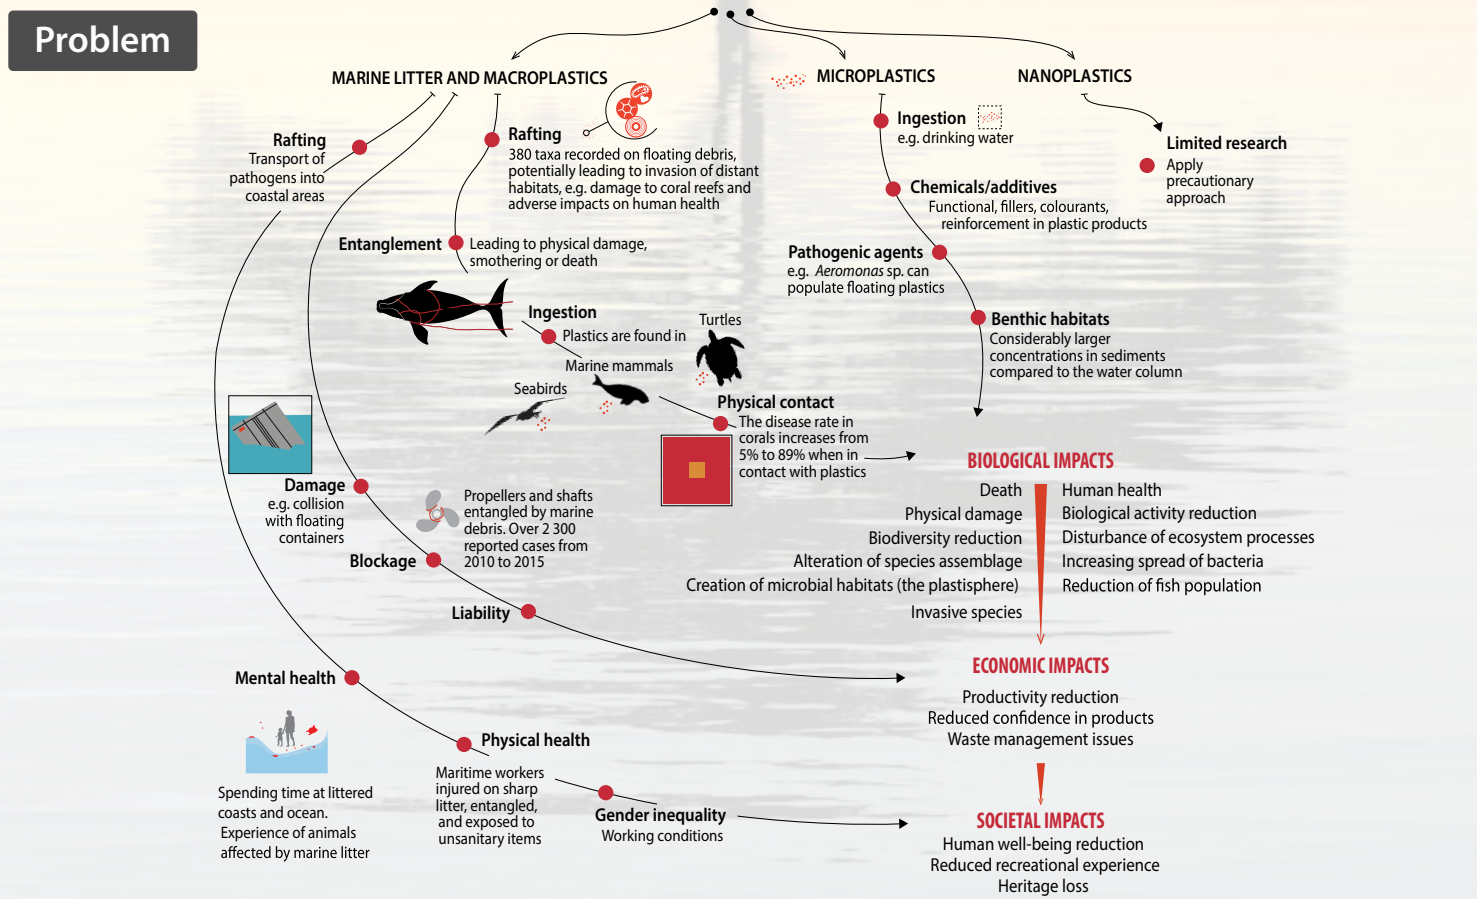 Problem
MARINE LITTER AND MACROPLASTICS
MICROPLASTICS
NANOPLASTICS
Rafting
Transport of
pathogens into
coastal areas
Rafting
380 taxa recorded on floating debris,
potentially leading to invasion of distant
habitats, e.g. damage to coral reefs and
adverse impacts on human health
Entanglement
Leading to physical damage,
smothering or death
Ingestion
Plastics are found in
Turtles
Marine mammals
Seabirds
Physical contact
The disease rate in
corals increases from
5% to 89% when in
contact with plastics
Ingestion
e.g. drinking water
Chemicals/additives
Functional, fillers, colourants,
reinforcement in plastic products
Pathogenic agents
e.g. Aeromonas sp. can
populate floating plastics
Benthic habitats
Considerably larger
concentrations in sediments
compared to the water column
Limited research
Apply
precautionary
approach
Damage
e.g. collision
with floating
containers
Blockage
Propellers and shafts
entangled by marine
debris. Over 2 300
reported cases from
2010 to 2015
Liability
Mental health
Spending time at littered
coasts and ocean.
Experience of animals
affected by marine litter
Physical health
Maritime workers
injured on sharp
litter, entangled,
and exposed to
unsanitary items
Gender inequality
Working conditions
BIOLOGICAL IMPACTS
Death
Physical damage
Biodiversity reduction
Alteration of species assemblage
Creation of microbial habitats (the plastisphere)
Invasive species
Human health
Biological activity reduction
Disturbance of ecosystem processes
Increasing spread of bacteria
Reduction of fish population
ECONOMIC IMPACTS
Productivity reduction
Reduced confidence in products
Waste management issues
SOCIETAL IMPACTS
Human well-being reduction
Reduced recreational experience
Heritage loss